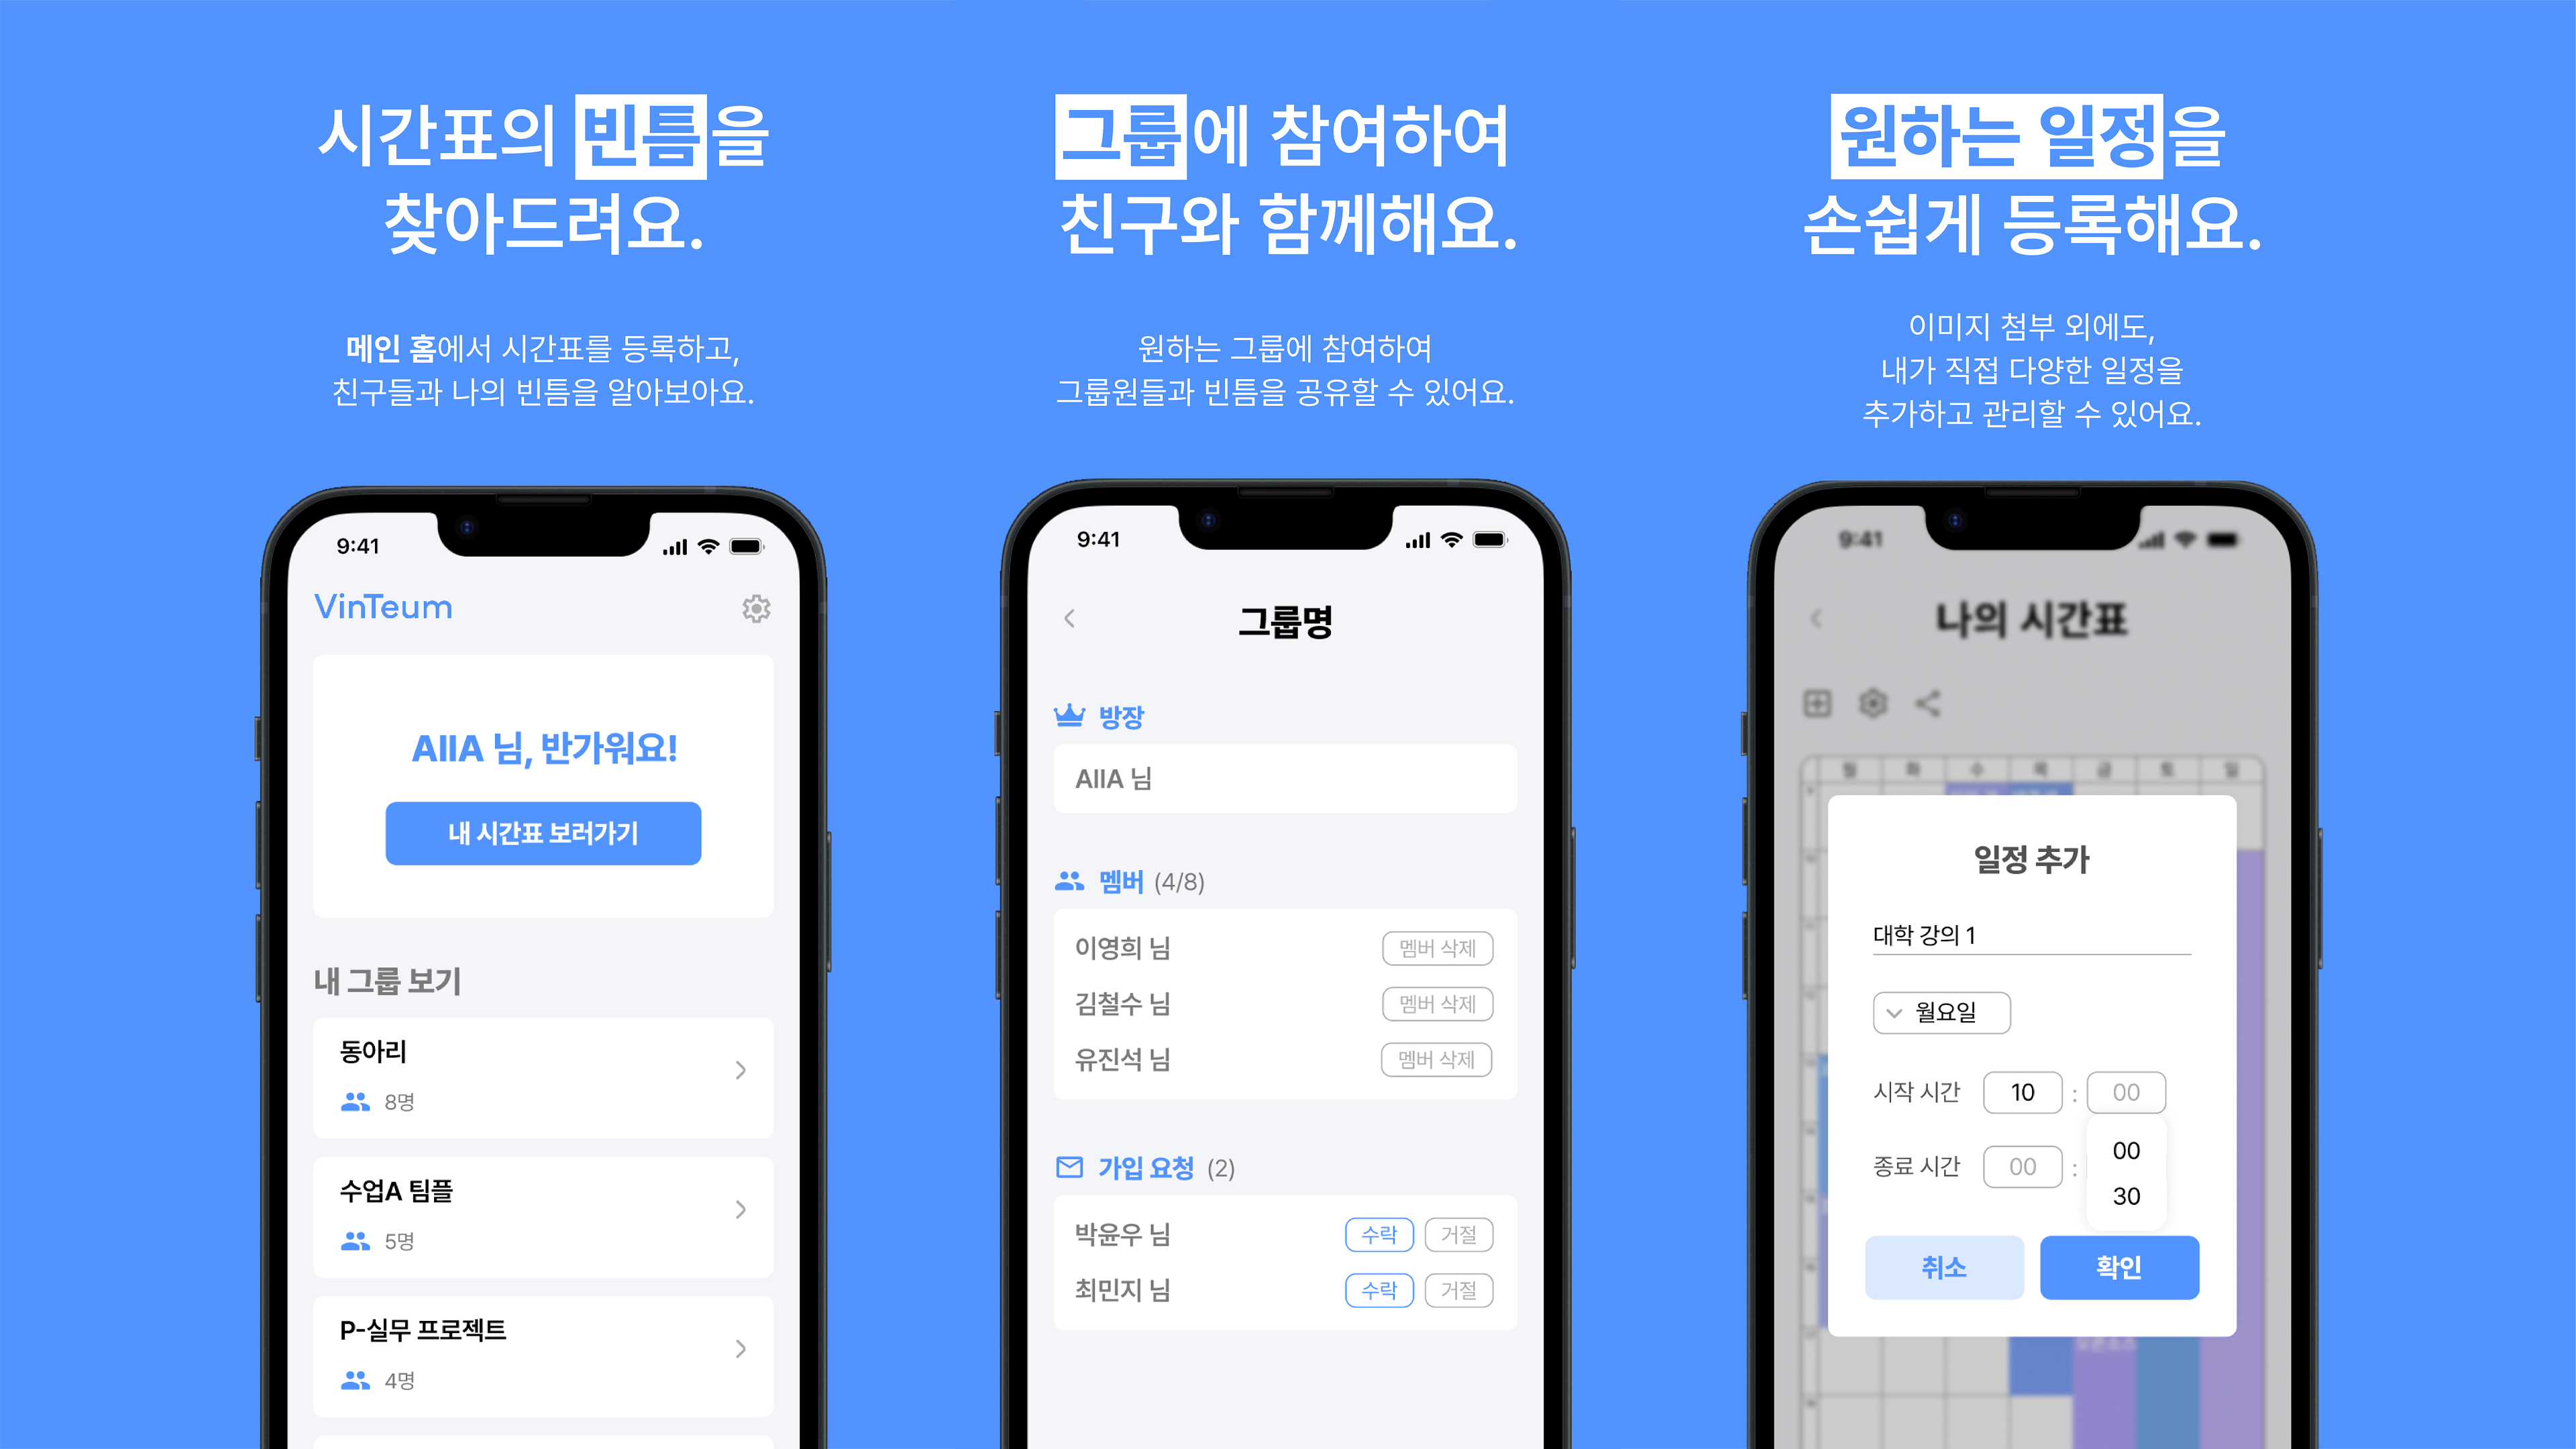 시간표의 빈틈을
찾아드려요.
메인 홈에서 시간표를 등록하고,
친구들과 나의 빈틈을 알아보아요.
9:41
VinTeum
AIIA 님, 반가워요!
내 시간표 보러가기
내 그룹 보기
동아리
8명
수업A 팀플
5명
P-실무 프로젝트
4명
그룹에 참여하여
친구와 함께해요.
원하는 그룹에 참여하여
그룹원들과 빈틈을 공유할 수 있어요.
9:41
그룹명
방장
AIIA 님
멤버 (4/8)
이영희 님 멤버 삭제
김철수 님 멤버 삭제
유진석 님 멤버 삭제
가입 요청 (2)
박윤우 님 수락 거절
최민지 님 수락 거절
원하는 일정을
손쉽게 등록해요.
이미지 첨부 외에도,
내가 직접 다양한 일정을
추가하고 관리할 수 있어요.
9:41
나의 시간표
월 화 수 목 금 토 일
일정 추가
대학 강의 1
월요일
시작 시간 10 : 00
00
종료 시간 00 :
30
취소 확인